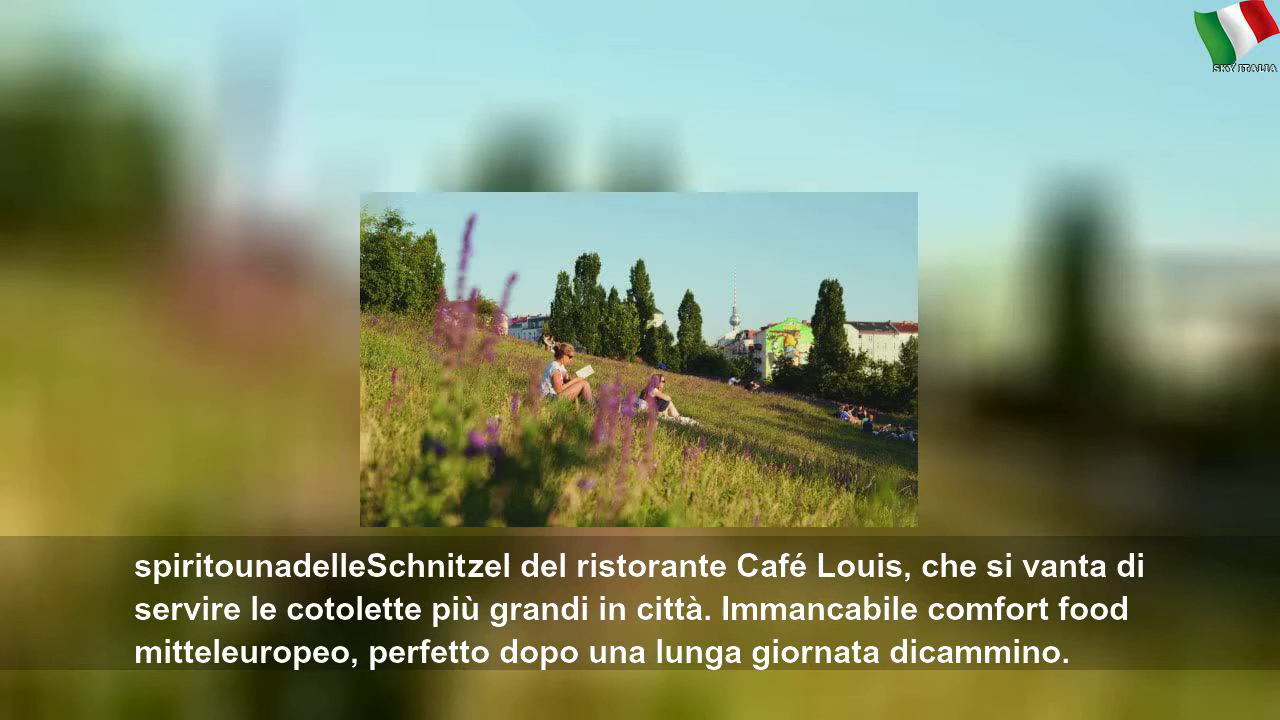 SKY ITALIA
spiritounadelleSchnitzel del ristorante Café Louis, che si vanta di
servire le cotolette più grandi in città. Immancabile comfort food
mitteleuropeo, perfetto dopo una lunga giornata dicammino.